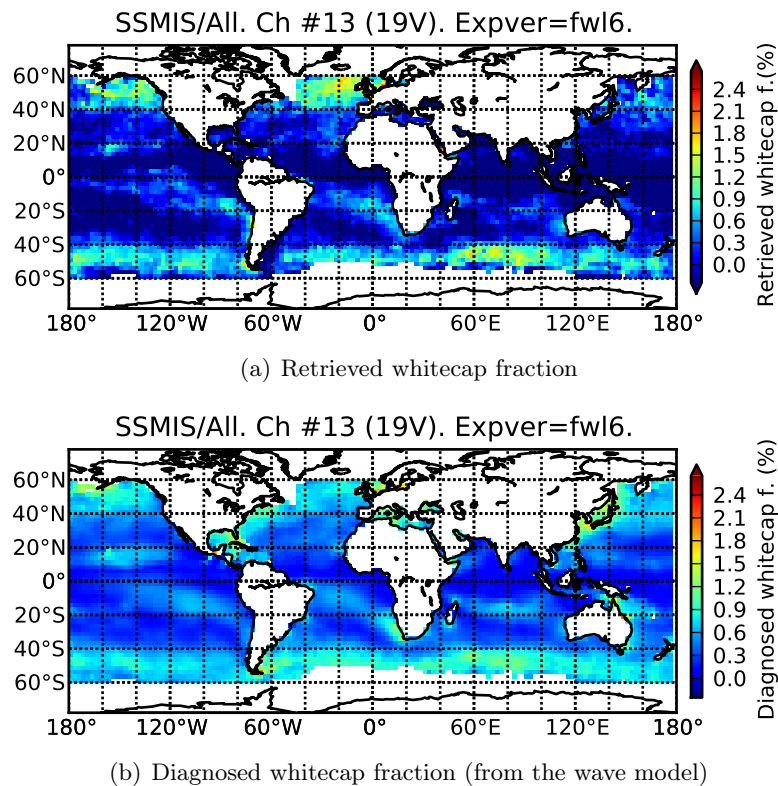 SSMIS/All. Ch #13 (19V). Expver=fwl6.
60°N
40°N
20°N
0°
20°S
40°S
60°S
180°
120°W
60°W
0°
60°E
120°E
180°
2.4
2.1
1.8
1.5
1.2
0.9
0.6
0.3
0.0
Retrieved whitecap f.(%)
(a) Retrieved whitecap fraction
SSMIS/All. Ch #13 (19V). Expver=fwl6.
60°N
40°N
20°N
0°
20°S
40°S
60°S
180°
120°W
60°W
0°
60°E
120°E
180°
2.4
2.1
1.8
1.5
1.2
0.9
0.6
0.3
0.0
Diagnosed whitecap f. (%)
(b) Diagnosed whitecap fraction (from the wave model)